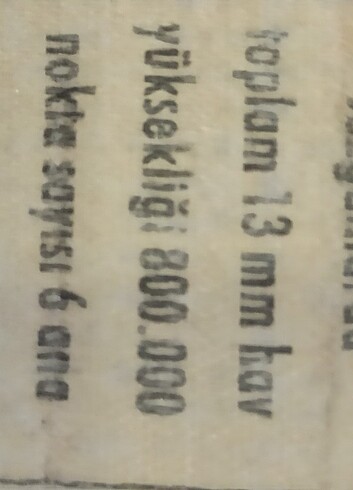 toplam 13 mm hav
yüksekliği 800.000
nokta sayısı 6 ana